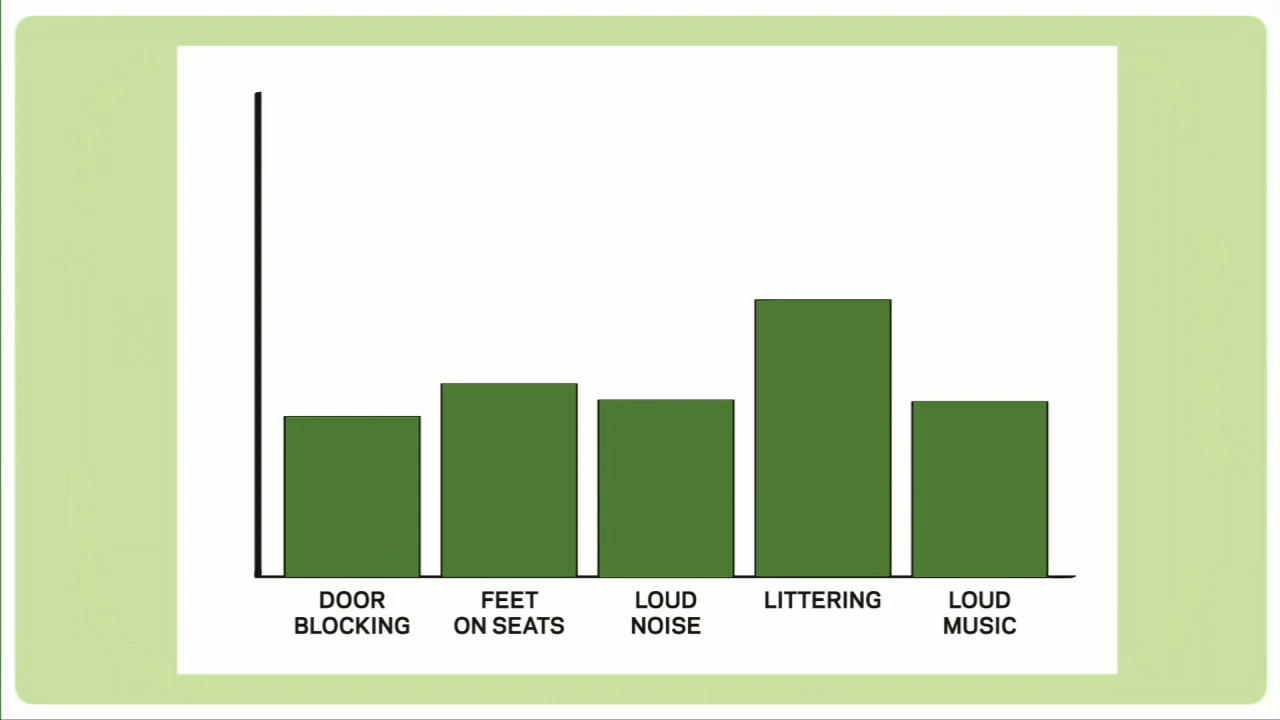 DOOR
BLOCKING
FEET
ON SEATS
LOUD
NOISE
LITTERING
LOUD
MUSIC